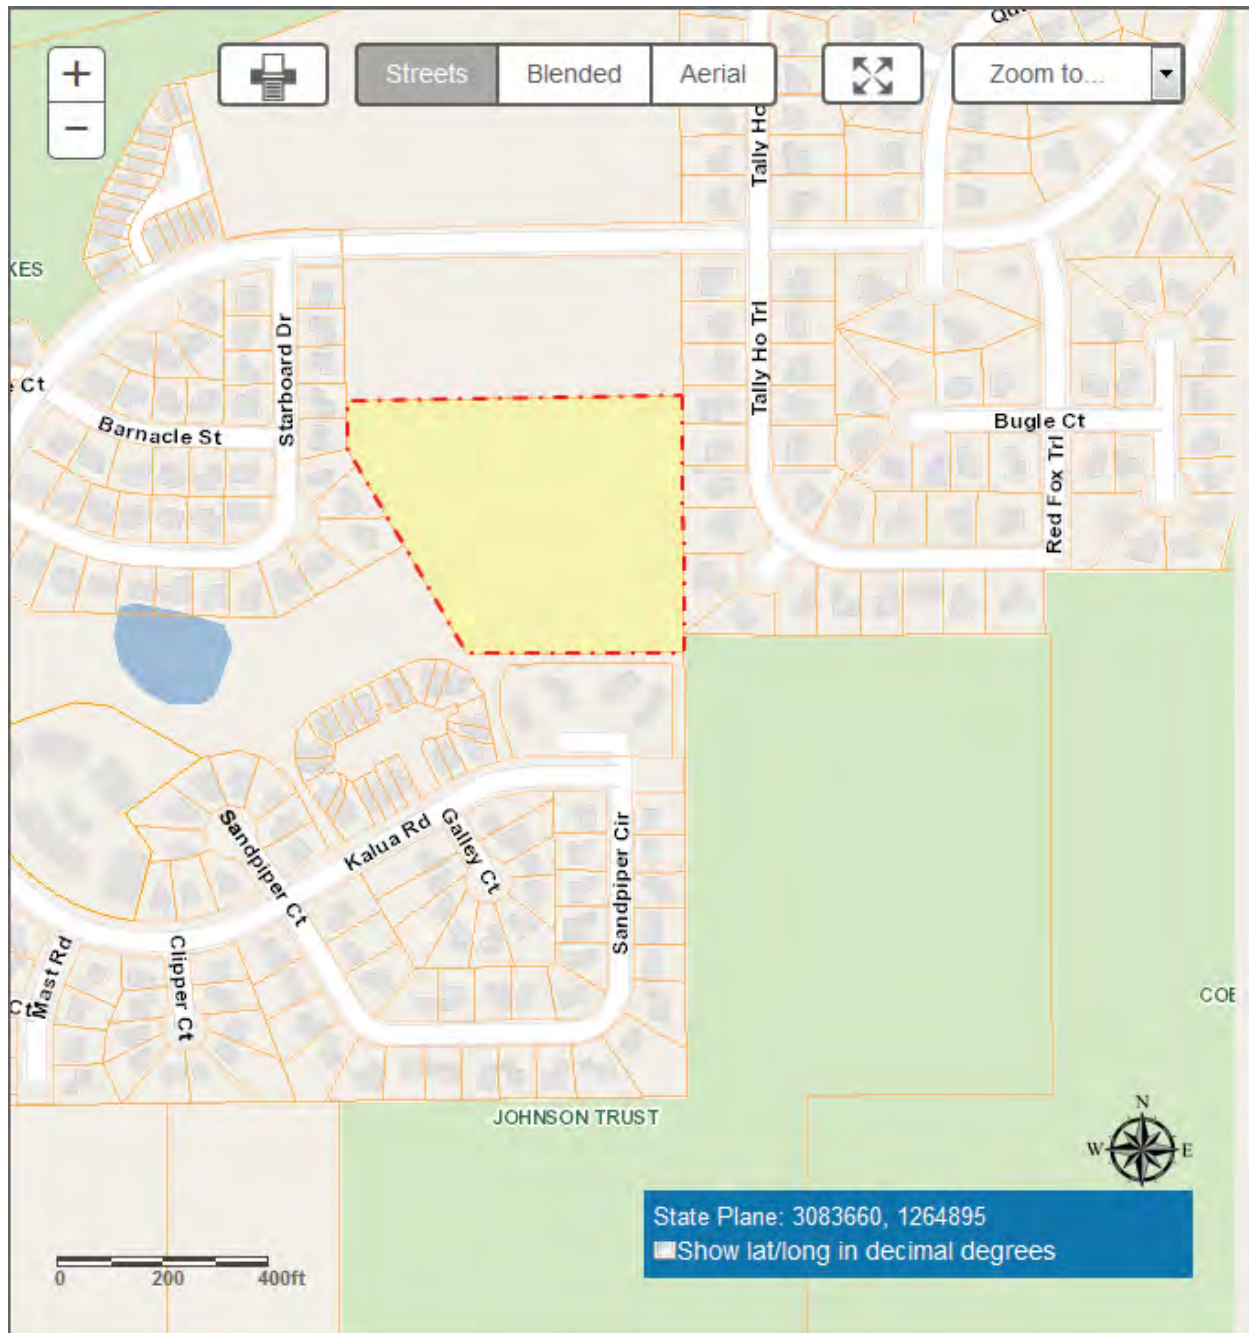 +
Streets
Blended
Aerial
Zoom to...
−
Tally Ho
KES
Tally Ho Trl
Starboard Dr
Ct
Barnacle St
Bugle Ct
Red Fox Trl
Sandpiper Ct
Kalua Rd
Galley Ct
Sandpiper Cir
Mast Rd
Clipper Ct
Ct
COE
JOHNSON TRUST
N
W
E
State Plane: 3083660, 1264895
Show lat/long in decimal degrees
0 200 400ft